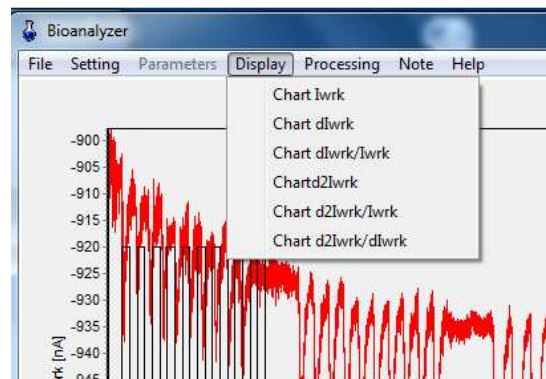 Bioanalyzer
File Setting Parameters Display Processing Note Help
Chart Iwrk
Chart dIwrk
Chart dIwrk/Iwrk
Chartd2Iwrk
Chart d2Iwrk/Iwrk
Chart d2Iwrk/dIwrk
-900
-905
-910
-915
-920
-925
-930
-935
-940
-945
rk [nA]